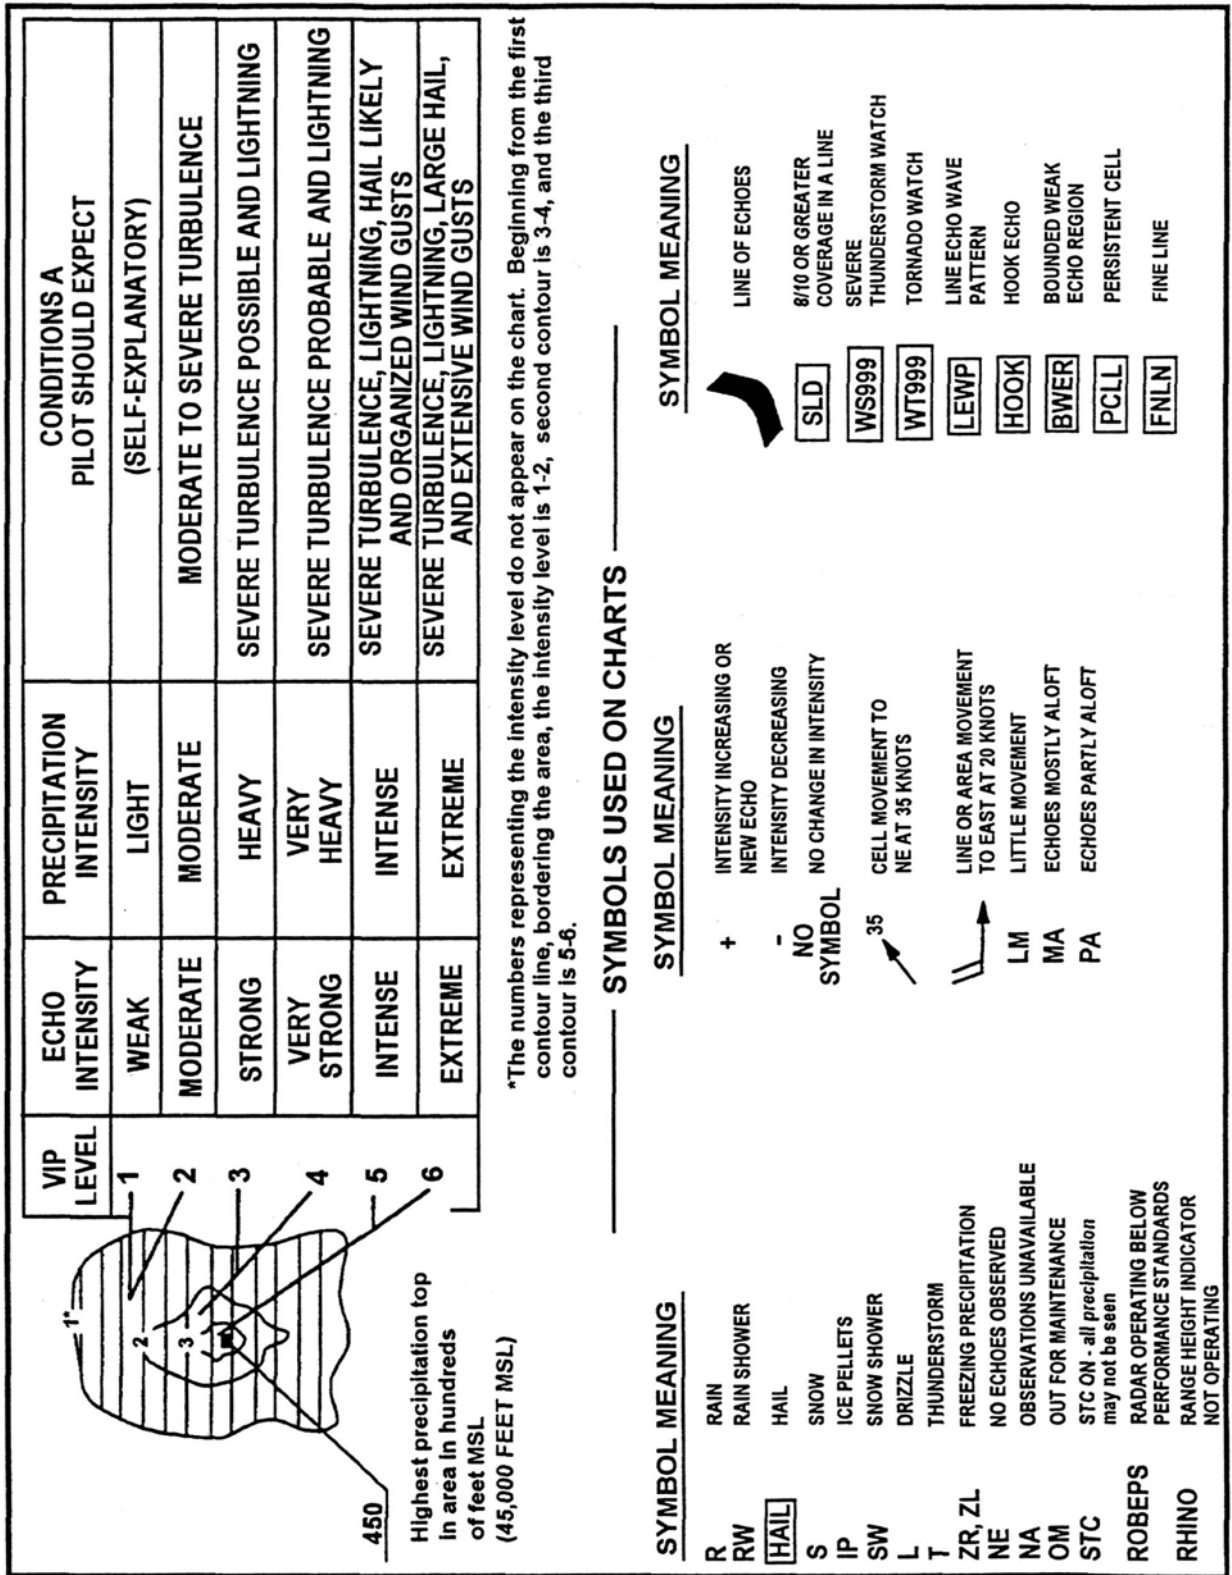 VIP
LEVEL
ECHO
INTENSITY
PRECIPITATION
INTENSITY
CONDITIONS A
PILOT SHOULD EXPECT
1
WEAK
LIGHT
(SELF-EXPLANATORY)
2
MODERATE
MODERATE
MODERATE TO SEVERE TURBULENCE
3
STRONG
HEAVY
SEVERE TURBULENCE POSSIBLE AND LIGHTNING
4
VERY
STRONG
VERY
HEAVY
SEVERE TURBULENCE PROBABLE AND LIGHTNING
5
INTENSE
INTENSE
SEVERE TURBULENCE, LIGHTNING, HAIL LIKELY
AND ORGANIZED WIND GUSTS
6
EXTREME
EXTREME
SEVERE TURBULENCE, LIGHTNING, LARGE HAIL,
AND EXTENSIVE WIND GUSTS
1*
2
3
450
Highest precipitation top
in area in hundreds
of feet MSL
(45,000 FEET MSL)
*The numbers representing the intensity level do not appear on the chart. Beginning from the first
contour line, bordering the area, the intensity level is 1-2, second contour is 3-4, and the third
contour is 5-6.
SYMBOLS USED ON CHARTS
SYMBOL MEANING
R RAIN
RW RAIN SHOWER
HAIL HAIL
S SNOW
IP ICE PELLETS
SW SNOW SHOWER
L DRIZZLE
T THUNDERSTORM
ZR, ZL FREEZING PRECIPITATION
NE NO ECHOES OBSERVED
NA OBSERVATIONS UNAVAILABLE
OM OUT FOR MAINTENANCE
STC STC ON - all precipitation
may not be seen
ROBEPS RADAR OPERATING BELOW
PERFORMANCE STANDARDS
RHINO RANGE HEIGHT INDICATOR
NOT OPERATING
SYMBOL MEANING
+ INTENSITY INCREASING OR
NEW ECHO
- INTENSITY DECREASING
NO
SYMBOL
NO CHANGE IN INTENSITY
35
CELL MOVEMENT TO
NE AT 35 KNOTS
LINE OR AREA MOVEMENT
TO EAST AT 20 KNOTS
LM LITTLE MOVEMENT
MA ECHOES MOSTLY ALOFT
PA ECHOES PARTLY ALOFT
SYMBOL MEANING
LINE OF ECHOES
SLD 8/10 OR GREATER
COVERAGE IN A LINE
WS999 SEVERE
THUNDERSTORM WATCH
WT999 TORNADO WATCH
LEWP LINE ECHO WAVE
PATTERN
HOOK HOOK ECHO
BWER BOUNDED WEAK
ECHO REGION
PCLL PERSISTENT CELL
FNLN FINE LINE